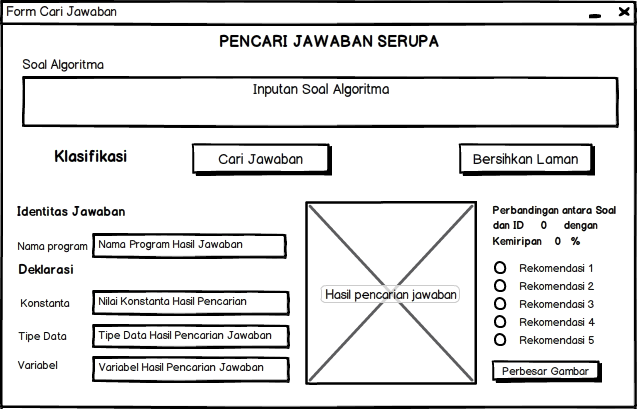 Form Cari Jawaban
PENCARI JAWABAN SERUPA
Soal Algoritma
Inputan Soal Algoritma
Klasifikasi
Cari Jawaban
Bersihkan Laman
Identitas Jawaban
Nama program
Nama Program Hasil Jawaban
Deklarasi
Konstanta
Nilai Konstanta Hasil Pencarian
Tipe Data
Tipe Data Hasil Pencarian Jawaban
Variabel
Variabel Hasil Pencarian Jawaban
Hasil pencarian jawaban
Perbandingan antara Soal
dan ID 0 dengan
Kemiripan 0 %
Rekomendasi 1
Rekomendasi 2
Rekomendasi 3
Rekomendasi 4
Rekomendasi 5
Perbesar Gambar